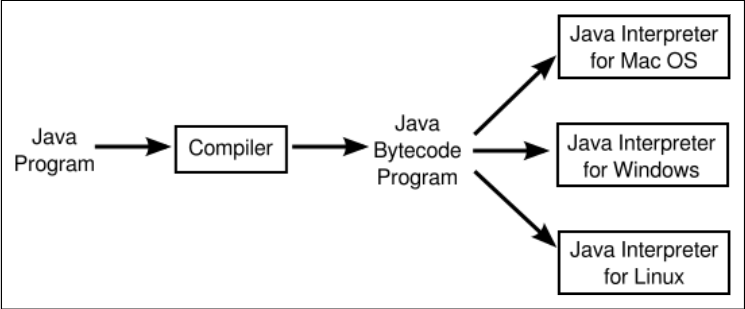 Java
Program
Compiler
Java
Bytecode
Program
Java Interpreter
for Mac OS
Java Interpreter
for Windows
Java Interpreter
for Linux